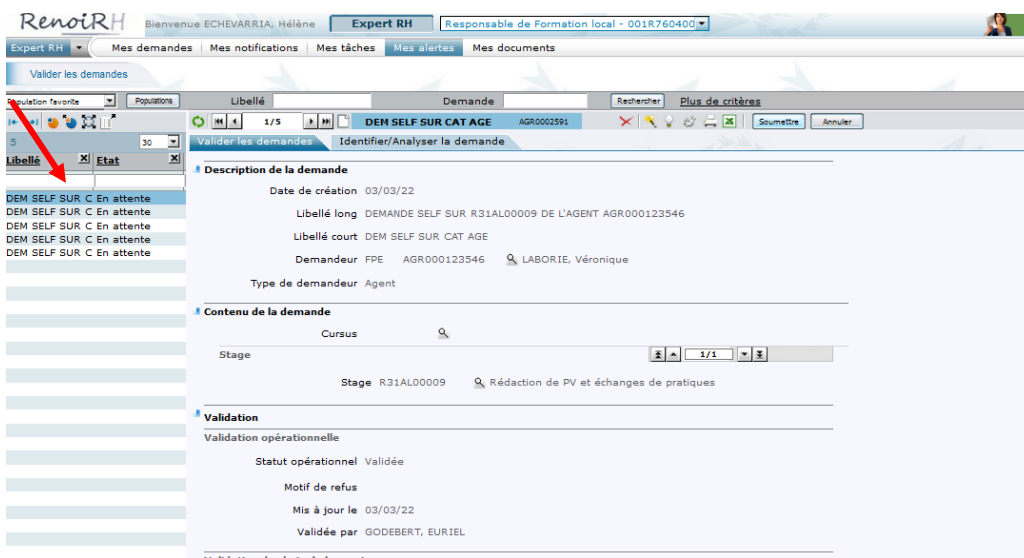 RenoiRH Bienvenue ECHEVARRIA, Hélène Expert RH Responsable de Formation local - 001R760400
Expert RH Mes demandes Mes notifications Mes tâches Mes alertes Mes documents
Valider les demandes
Population favorite Populations Libellé Demande Rechercher Plus de critères
1/5 DEM SELF SUR CAT AGE AGR0002591 Soumettre Annuler
5 30 Valider les demandes Identifier/Analyser la demande
Libellé Etat
Description de la demande
Date de création 03/03/22
DEM SELF SUR C En attente
DEM SELF SUR C En attente
DEM SELF SUR C En attente
DEM SELF SUR C En attente
DEM SELF SUR C En attente
Libellé long DEMANDE SELF SUR R31AL00009 DE L'AGENT AGR000123546
Libellé court DEM SELF SUR CAT AGE
Demandeur FPE AGR000123546 LABORIE, Véronique
Type de demandeur Agent
Contenu de la demande
Cursus
Stage 1/1
Stage R31AL00009 Rédaction de PV et échanges de pratiques
Validation
Validation opérationnelle
Statut opérationnel Validée
Motif de refus
Mis à jour le 03/03/22
Validée par GODEBERT, EURIEL